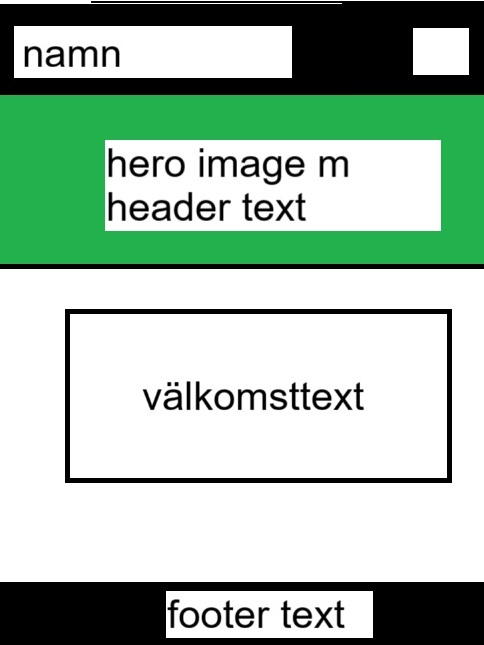 namn
hero image m
header text
välkomsttext
footer text